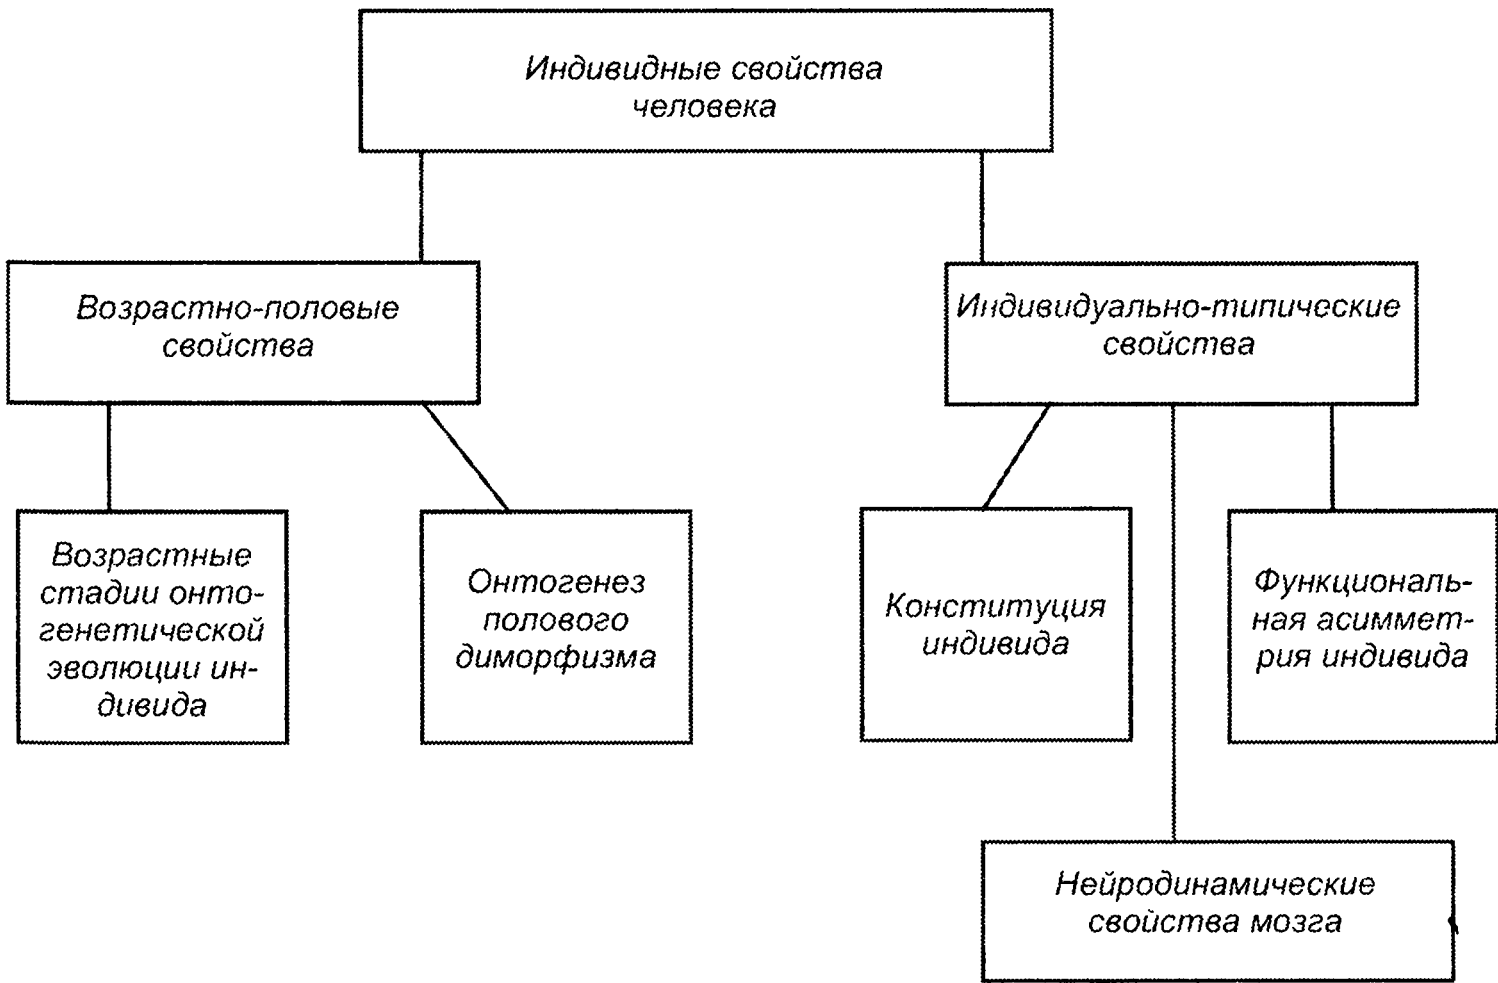 Индивидные свойства
человека
Возрастно-половые
свойства
Индивидуально-типические
свойства
Возрастные
стадии онто-
генетической
эволюции ин-
дивида
Онтогенез
полового
диморфизма
Конституция
индивида
Функциональ-
ная асиммет-
рия индивида
Нейродинамические
свойства мозга